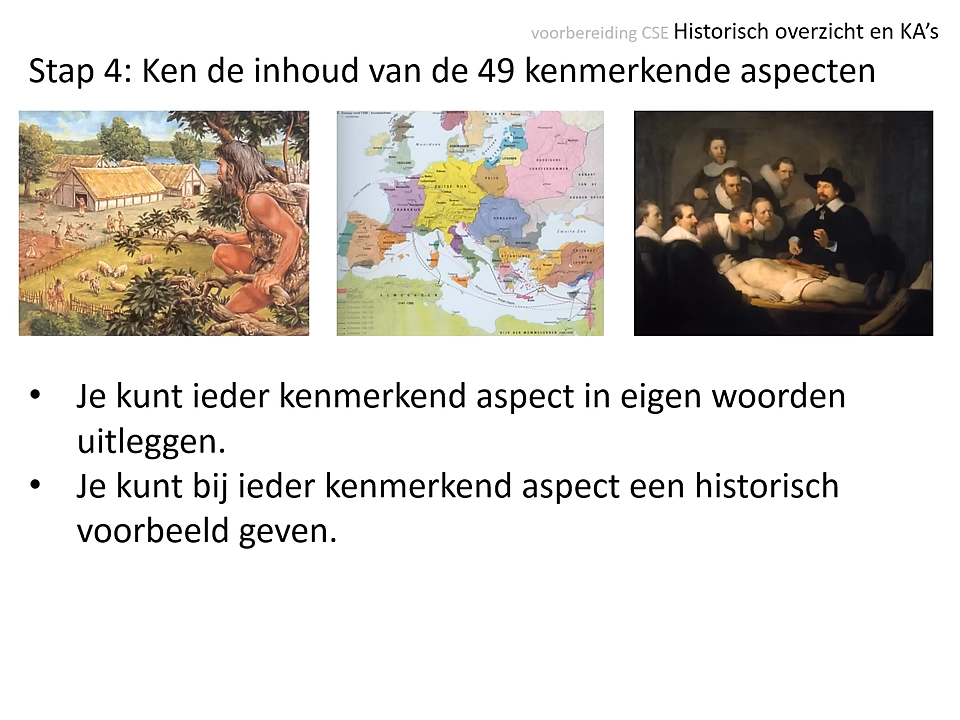 voorbereiding CSE Historisch overzicht en KA’s
Stap 4: Ken de inhoud van de 49 kenmerkende aspecten
• Je kunt ieder kenmerkend aspect in eigen woorden
uitleggen.
• Je kunt bij ieder kenmerkend aspect een historisch
voorbeeld geven.